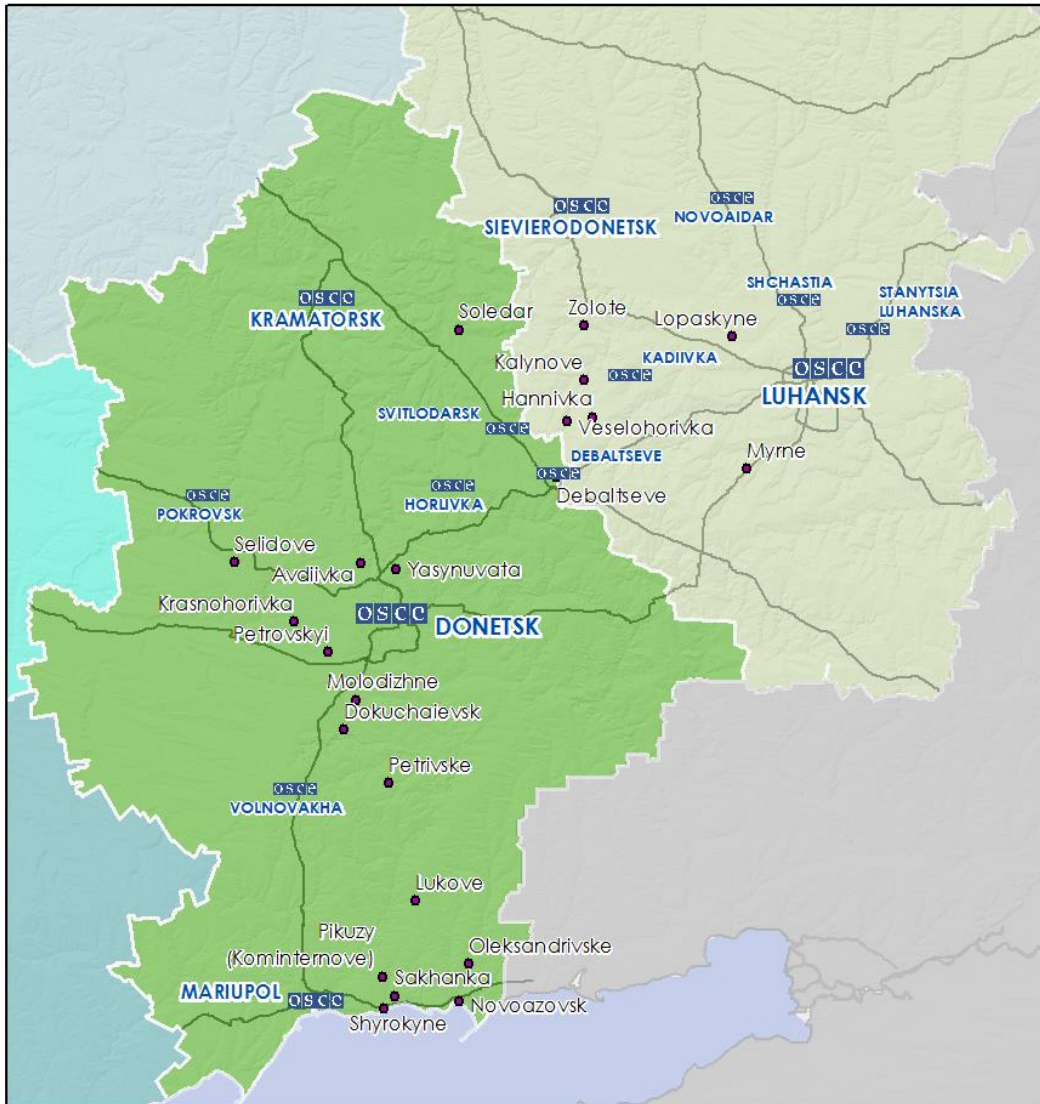 osce
NOVOAIDAR
OSCE
SIEVIERODONETSK
SHCHASTIA
osce
STANYTSIA
LUHANSKA
osce
OSCE
KRAMATORSK
Soledar
Zolote
Lopaskyne
Kalynove
KADIIVKA
osce
OSCE
LUHANSK
Hannivka
SVITLODARSK
osce
Veselohorivka
DEBALTSEVE
osce
Myrne
osce
POKROVSK
osce
HORLIVKA
Debaltseve
Selidove
Avdiivka
Yasynuvata
Krasnohorivka
OSCE
DONETSK
Petrovskyi
Molodizhne
Dokuchaievsk
Petrivske
osce
VOLNOVAKHA
Lukove
Pikuzy
(Kominternove)
Oleksandrivske
Sakhanka
MARIUPOL OSCE
Novoazovsk
Shyrokyne